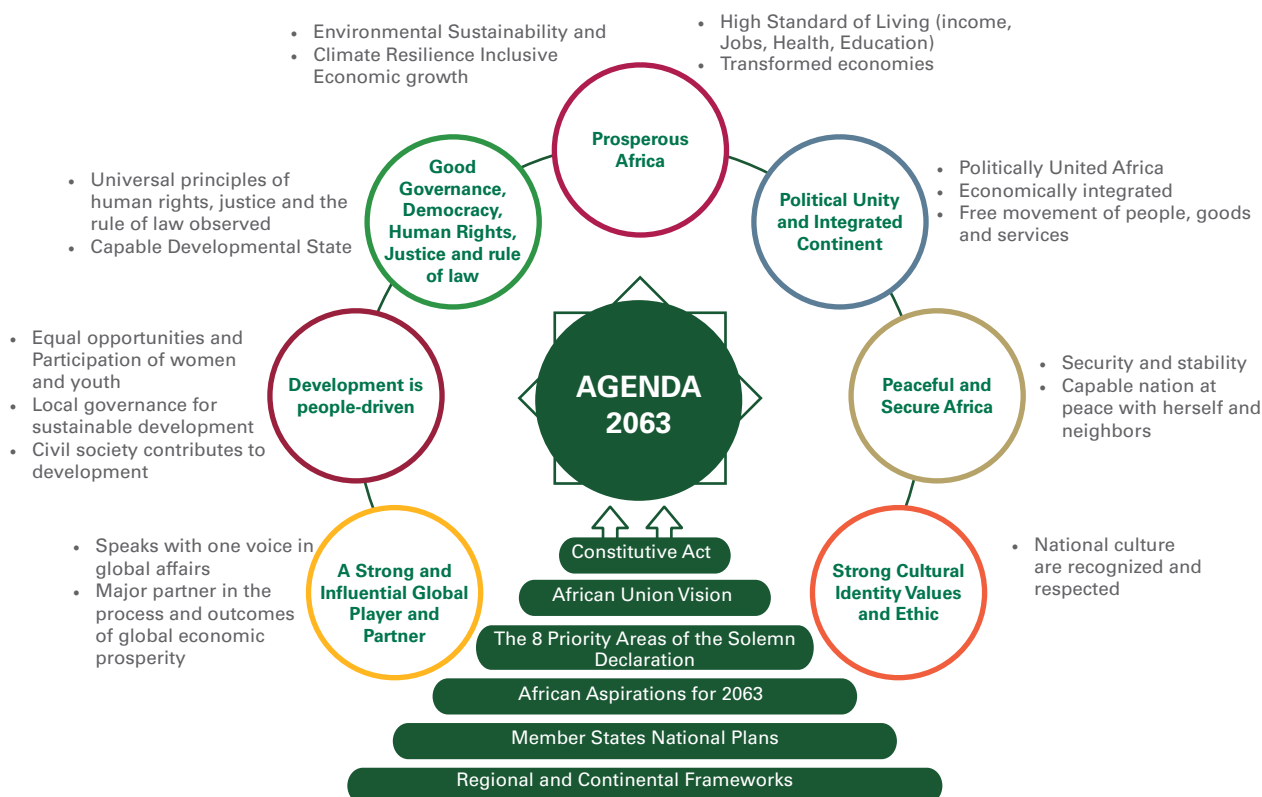 • Environmental Sustainability and
• Climate Resilience Inclusive
Economic growth
• High Standard of Living (income,
Jobs, Health, Education)
• Transformed economies
Prosperous
Africa
• Universal principles of
human rights, justice and the
rule of law observed
• Capable Developmental State
Good
Governance,
Democracy,
Human Rights,
Justice and rule
of law
Political Unity
and Integrated
Continent
• Politically United Africa
• Economically integrated
• Free movement of people, goods
and services
• Equal opportunities and
Participation of women
and youth
• Local governance for
sustainable development
• Civil society contributes to
development
Development is
people-driven
AGENDA
2063
Peaceful and
Secure Africa
• Security and stability
• Capable nation at
peace with herself and
neighbors
• Speaks with one voice in
global affairs
• Major partner in the
process and outcomes
of global economic
prosperity
A Strong and
Influential Global
Player and
Partner
Strong Cultural
Identity Values
and Ethic
• National culture
are recognized and
respected
Constitutive Act
African Union Vision
The 8 Priority Areas of the Solemn
Declaration
African Aspirations for 2063
Member States National Plans
Regional and Continental Frameworks